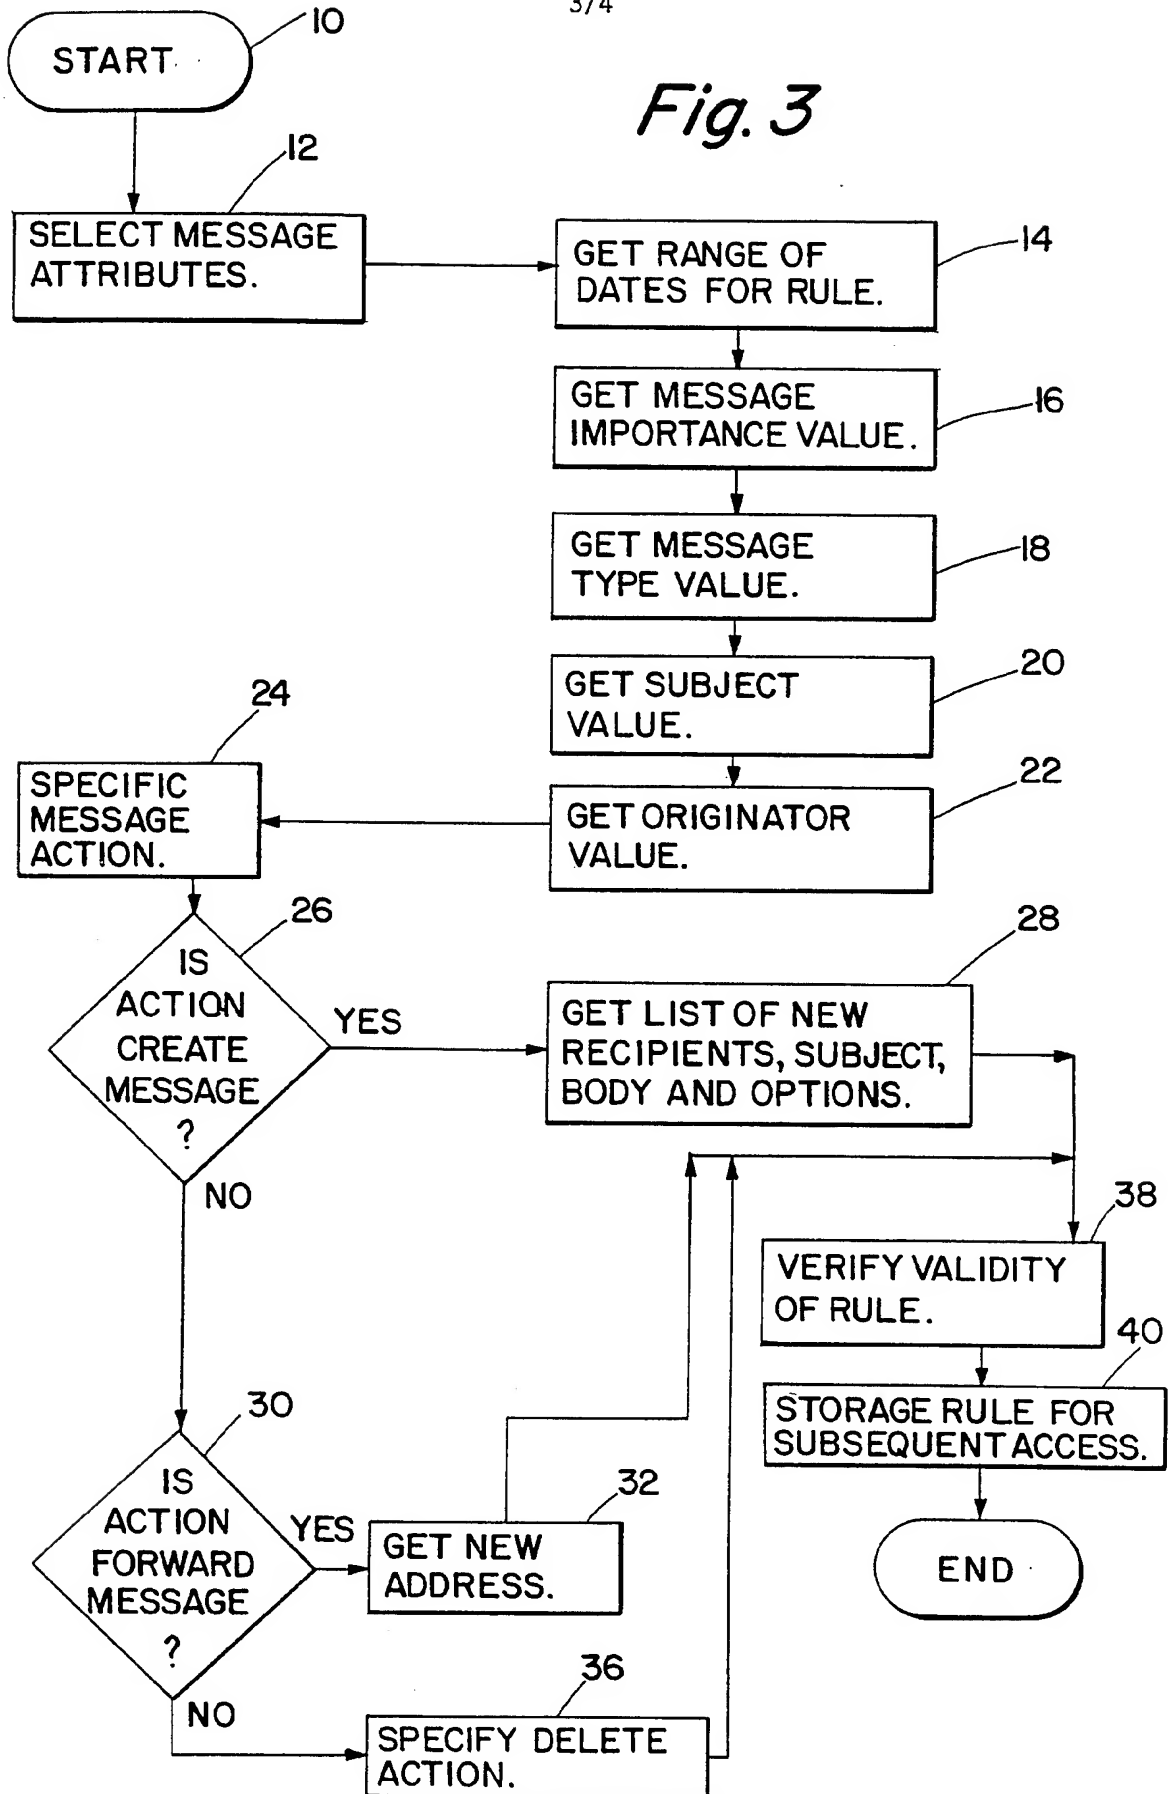 3/4
10
START
Fig. 3
12
SELECT MESSAGE
ATTRIBUTES.
14
GET RANGE OF
DATES FOR RULE.
16
GET MESSAGE
IMPORTANCE VALUE.
18
GET MESSAGE
TYPE VALUE.
20
GET SUBJECT
VALUE.
22
GET ORIGINATOR
VALUE.
24
SPECIFIC
MESSAGE
ACTION.
26
IS
ACTION
CREATE
MESSAGE
?
YES
NO
28
GET LIST OF NEW
RECIPIENTS, SUBJECT,
BODY AND OPTIONS.
30
IS
ACTION
FORWARD
MESSAGE
?
YES
NO
32
GET NEW
ADDRESS.
36
SPECIFY DELETE
ACTION.
38
VERIFY VALIDITY
OF RULE.
40
STORAGE RULE FOR
SUBSEQUENT ACCESS.
END